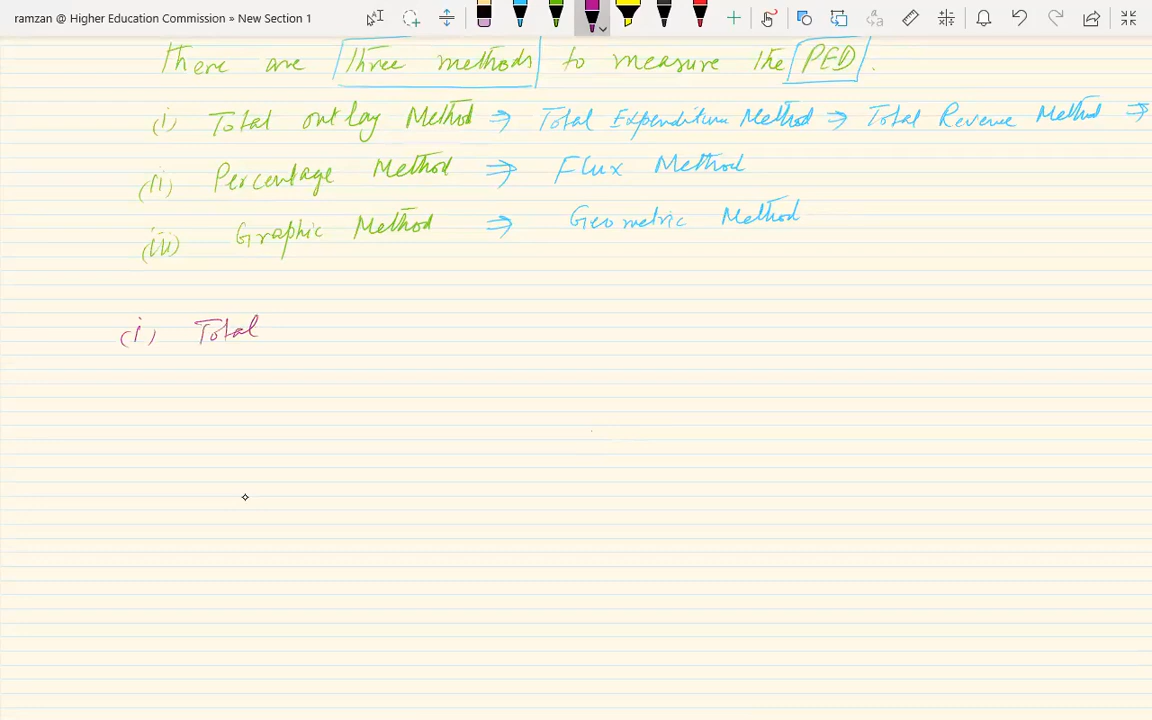 ramzan @ Higher Education Commission » New Section 1
There are three methods to measure the PED.
(i) Total outlay Method ⇒ Total Expenditure Method ⇒ Total Revenue Method ⇒
(ii) Percentage Method ⇒ Flux Method
(iii) Graphic Method ⇒ Geometric Method
(i) Total